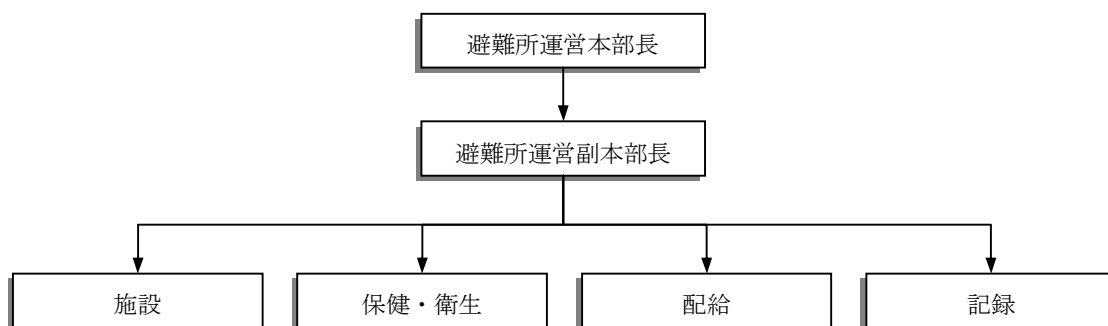 避難所運営本部長
避難所運営副本部長
施設
保健・衛生
配給
記録